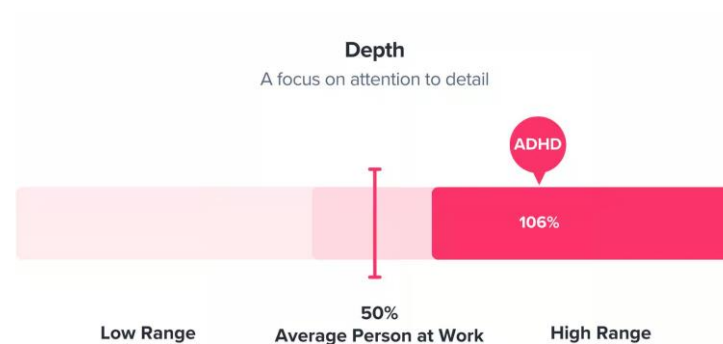 Depth
A focus on attention to detail
ADHD
106%
50%
Low Range
Average Person at Work
High Range